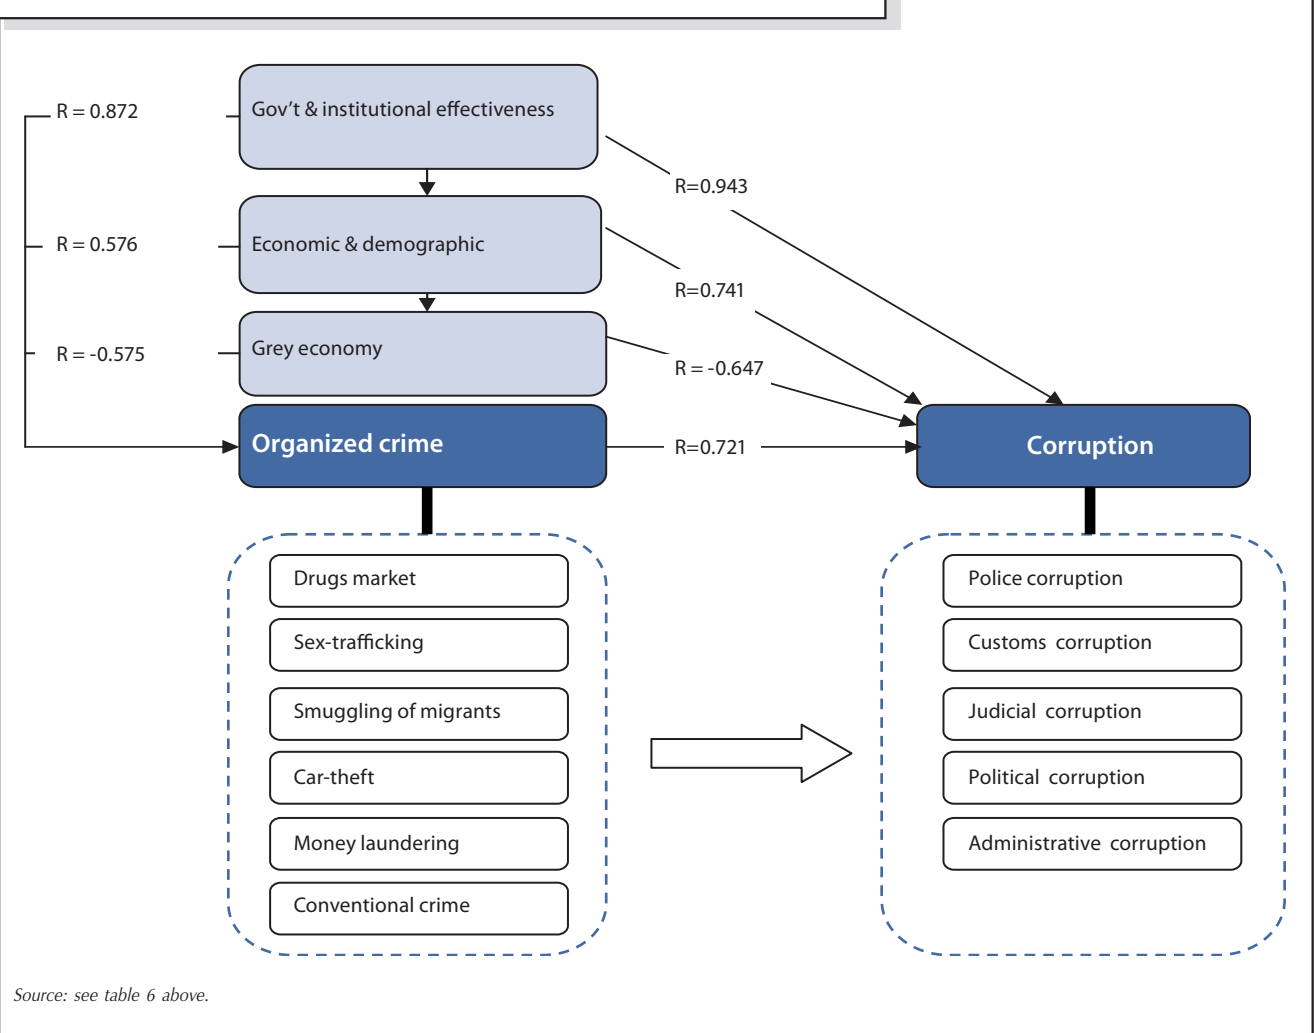 R = 0.872
Gov't & institutional effectiveness
R=0.943
R = 0.576
Economic & demographic
R=0.741
R = -0.575
Grey economy
R = -0.647
Organized crime
R=0.721
Corruption
Drugs market
Sex-trafficking
Smuggling of migrants
Car-theft
Money laundering
Conventional crime
Police corruption
Customs corruption
Judicial corruption
Political corruption
Administrative corruption
Source: see table 6 above.